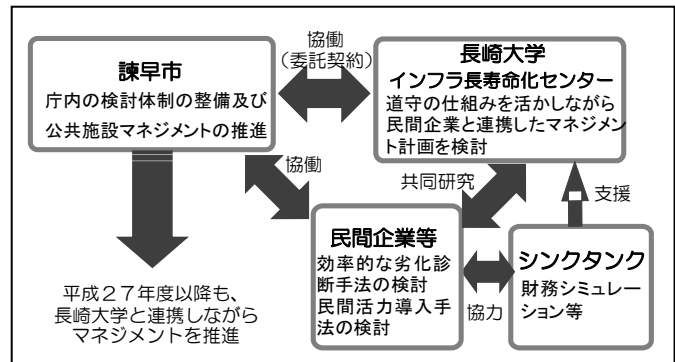 協働
（委託契約）
諫早市
庁内の検討体制の整備及び
公共施設マネジメントの推進
長崎大学
インフラ長寿命化センター
道守の仕組みを活かしながら
民間企業と連携したマネジメン
ト計画を検討
協働
共同研究
支援
民間企業等
効率的な劣化診
断手法の検討
民間活力導入手
法の検討
協力
シンクタンク
財務シミュレー
ション等
平成２７年度以降も、
長崎大学と連携しながら
マネジメントを推進